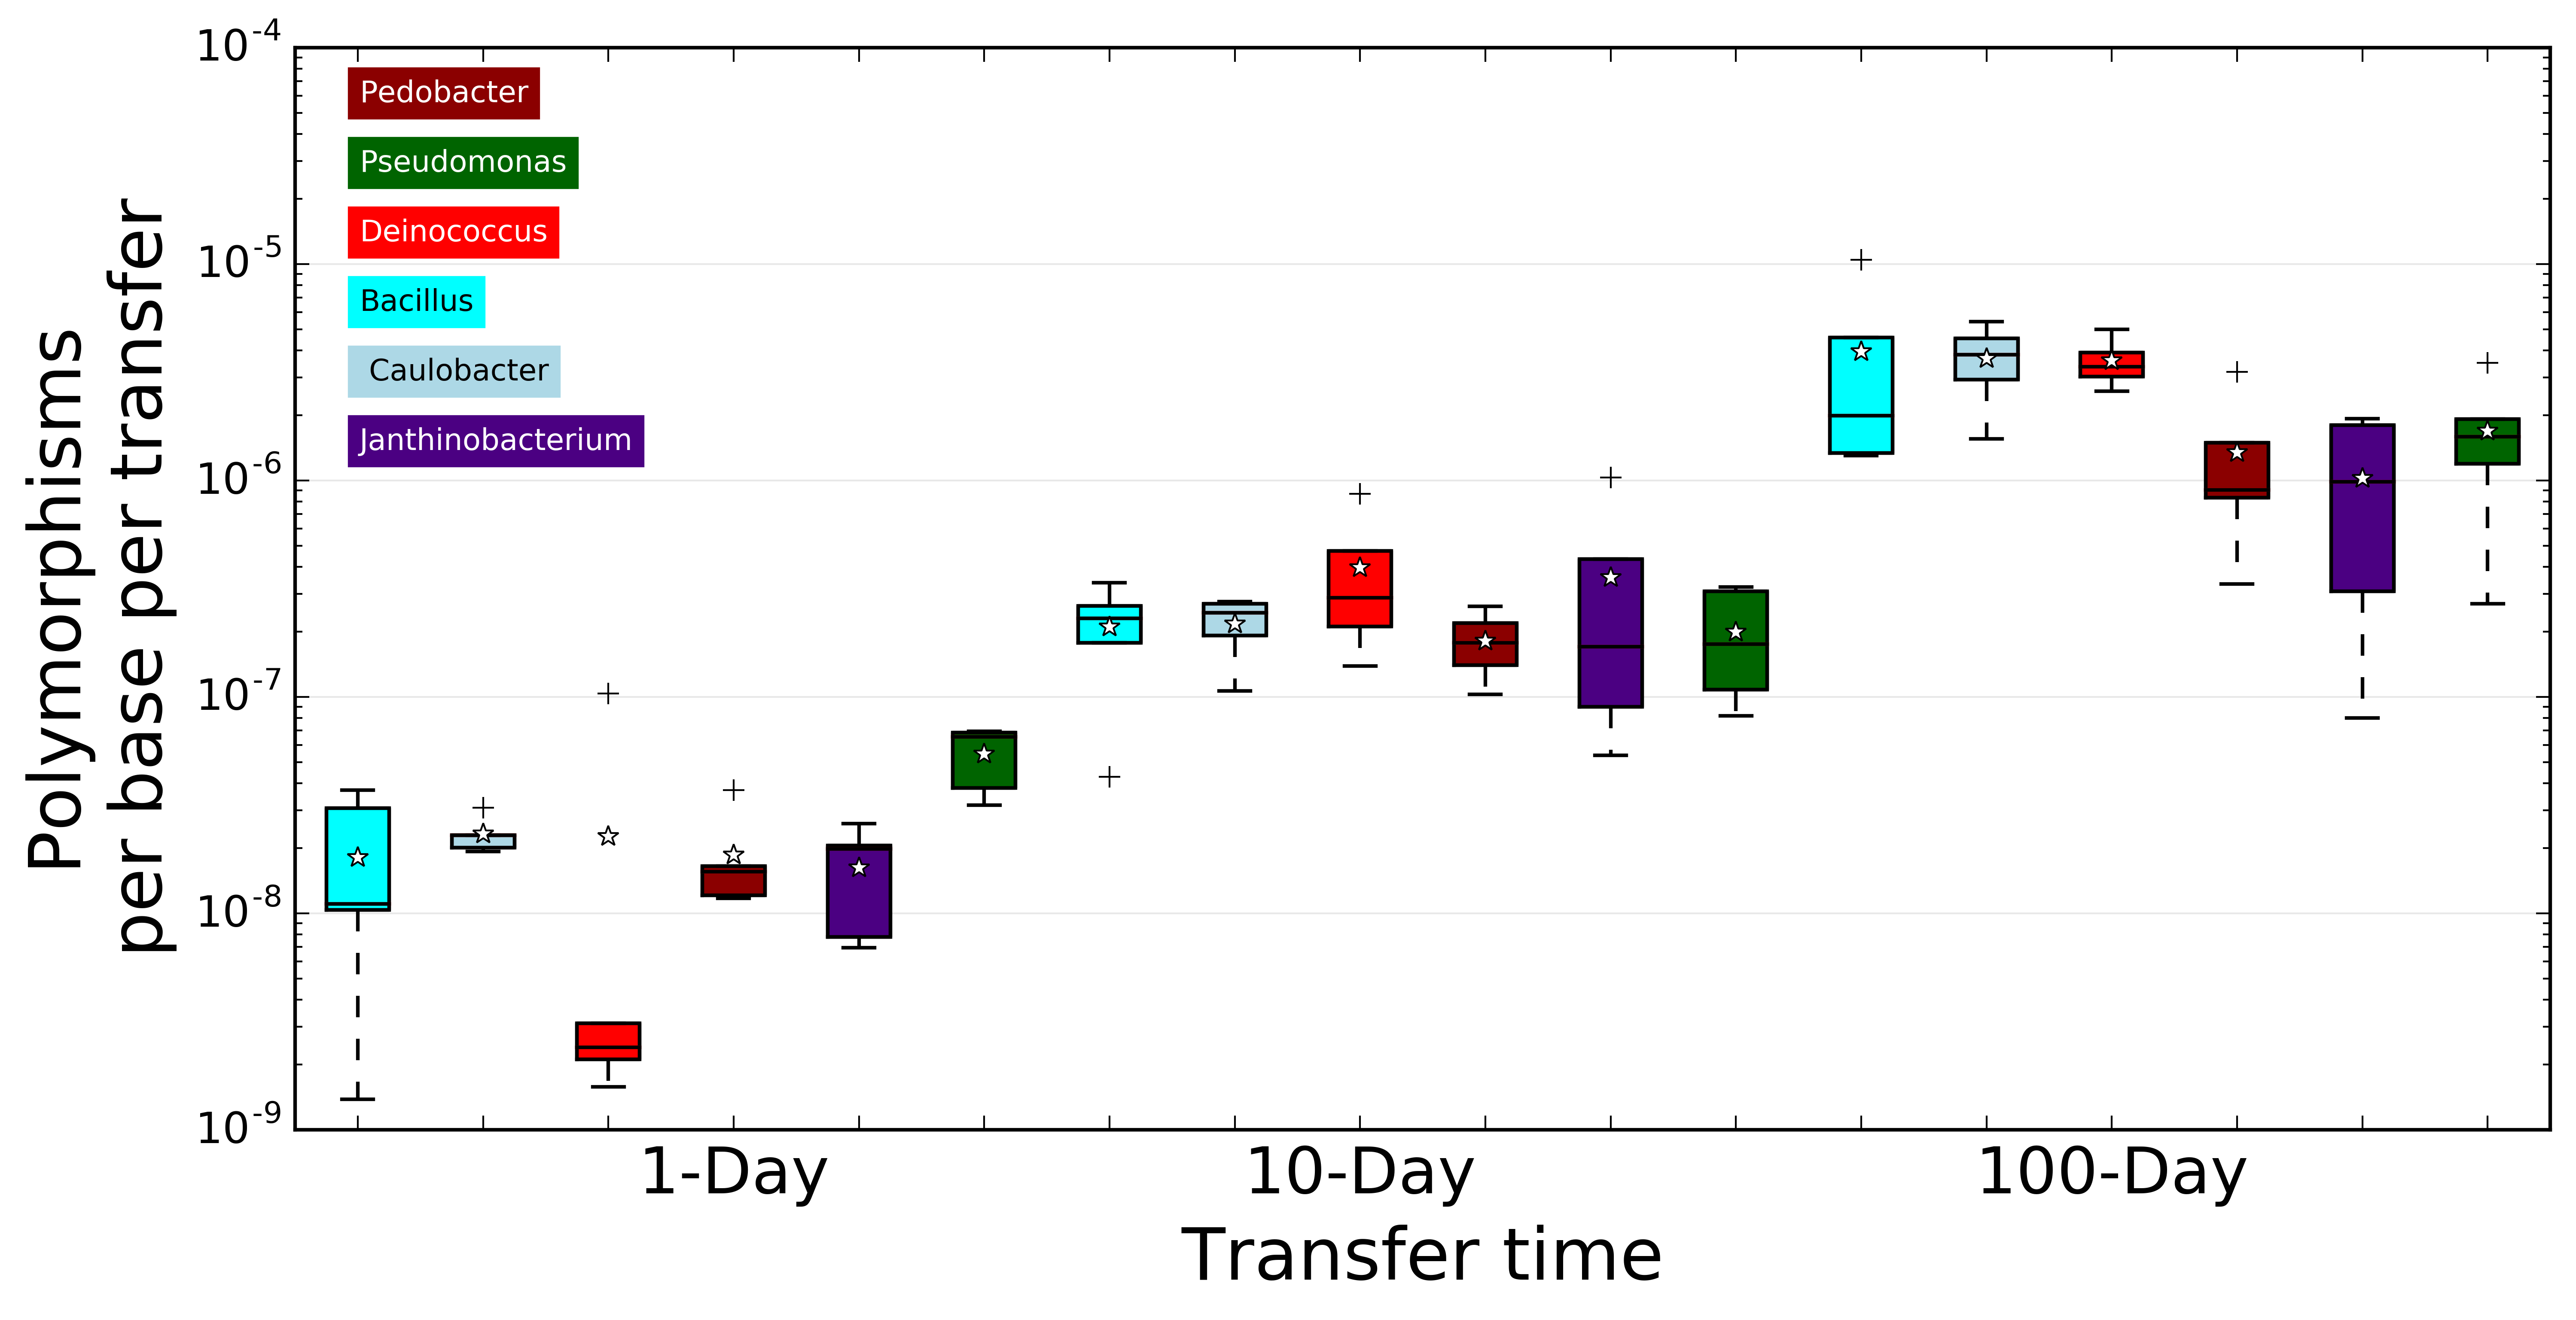 Polymorphisms
per base per transfer
10^-4
10^-5
10^-6
10^-7
10^-8
10^-9
Pedobacter
Pseudomonas
Deinococcus
Bacillus
Caulobacter
Janthinobacterium
1-Day 10-Day 100-Day
Transfer time